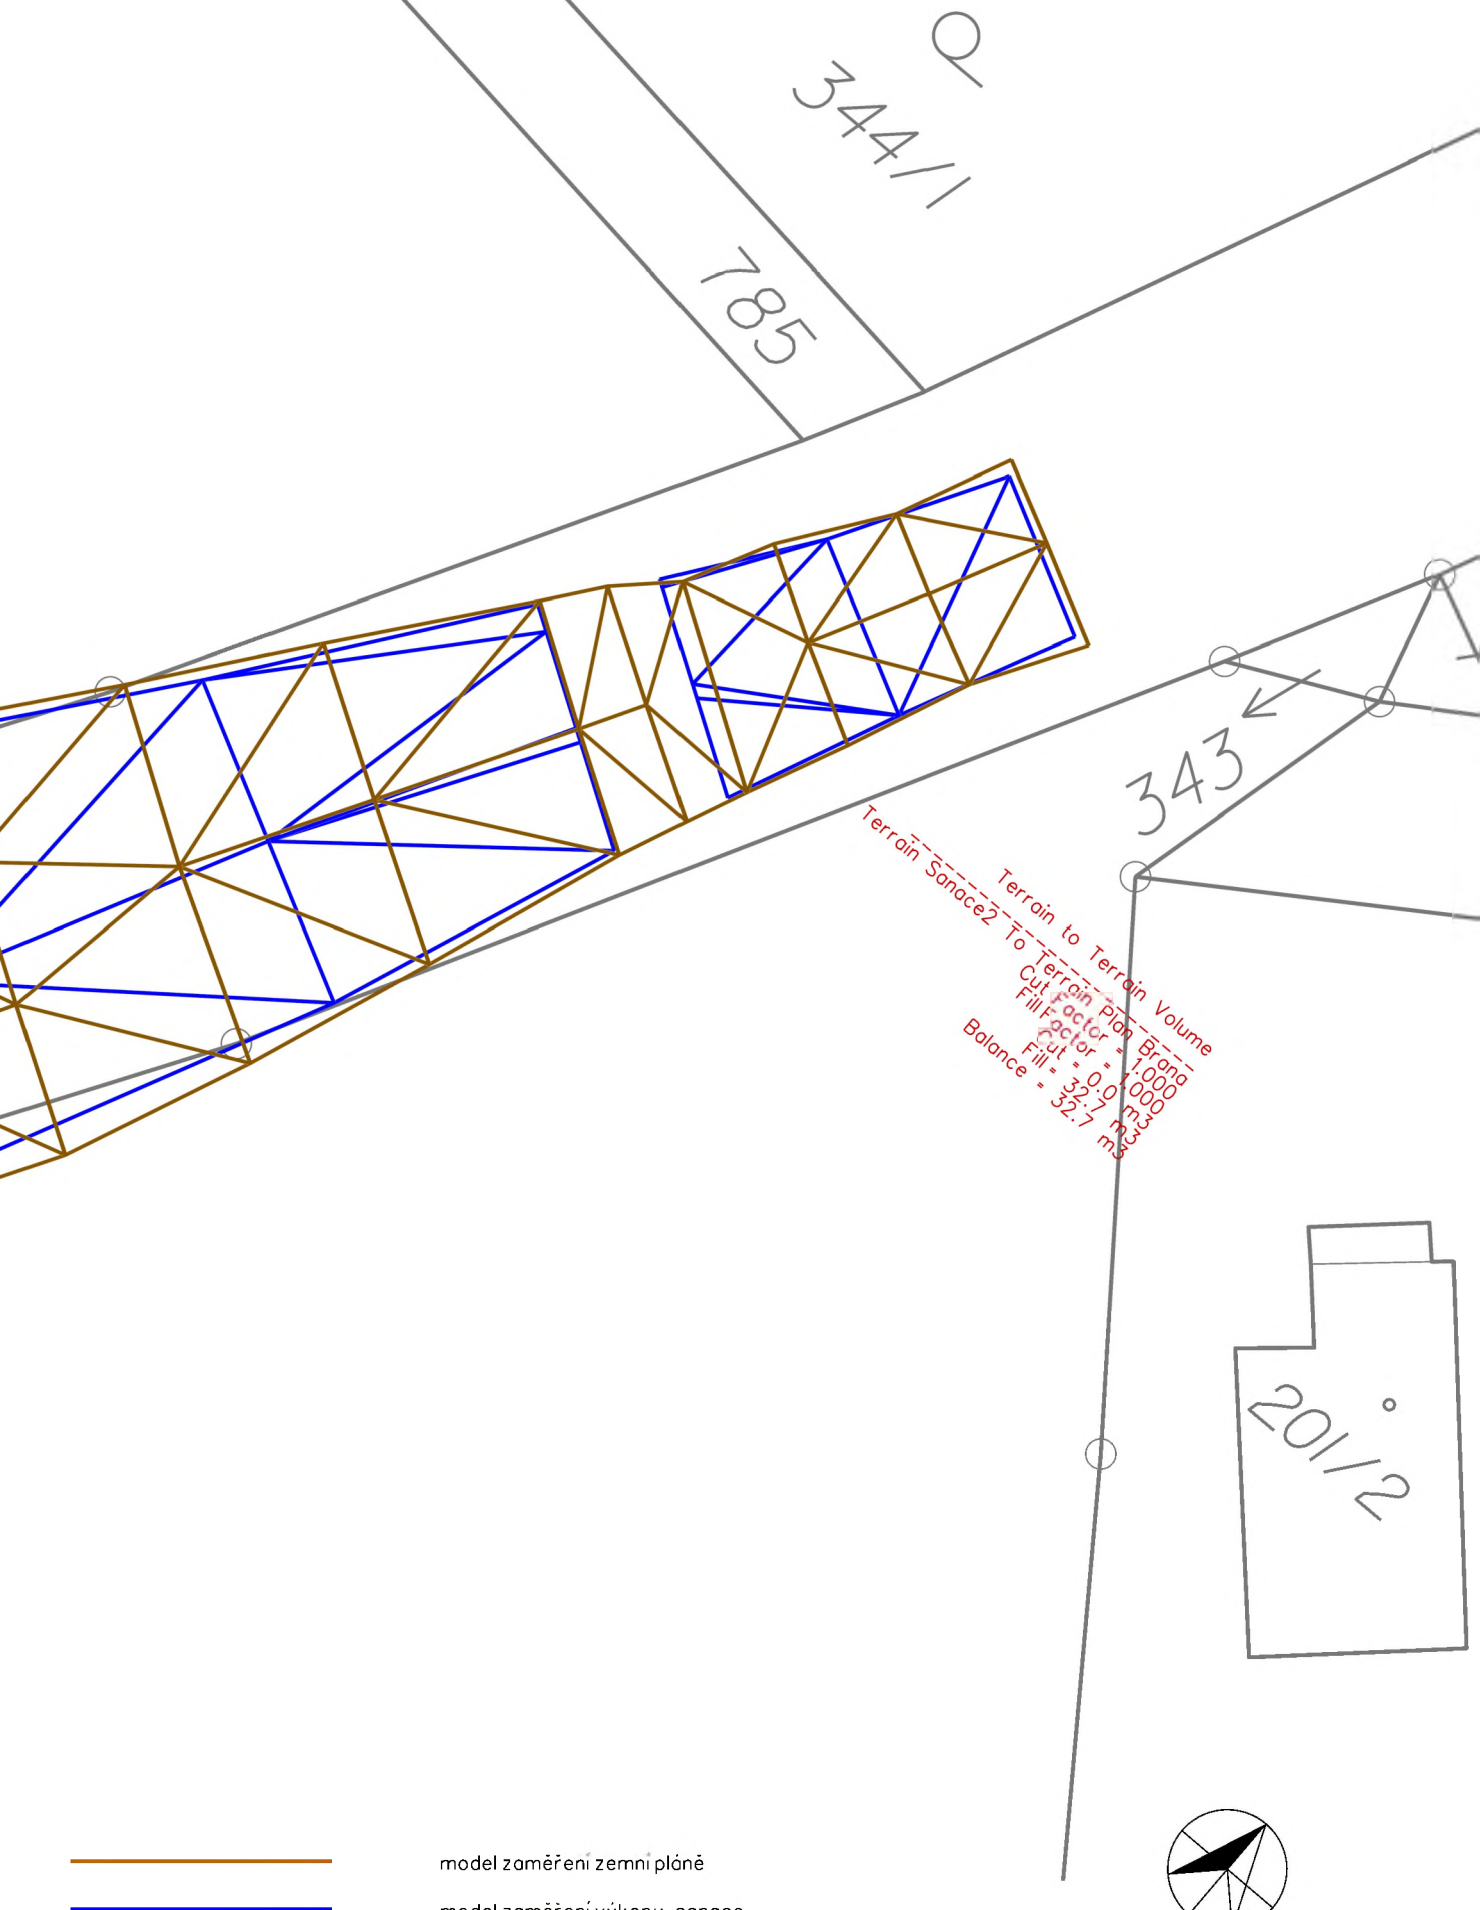 344/1
785
343
Terrain to Terrain Volume
Terrain Sanace2 To Terrain Plan Brana
Cut Factor = 1.000
Fill Factor = 1.000
Cut = 0.0 m3
Fill = 32.7 m3
Balance = 32.7 m3
201/2
model zaměření zemní pláně
model zaměření